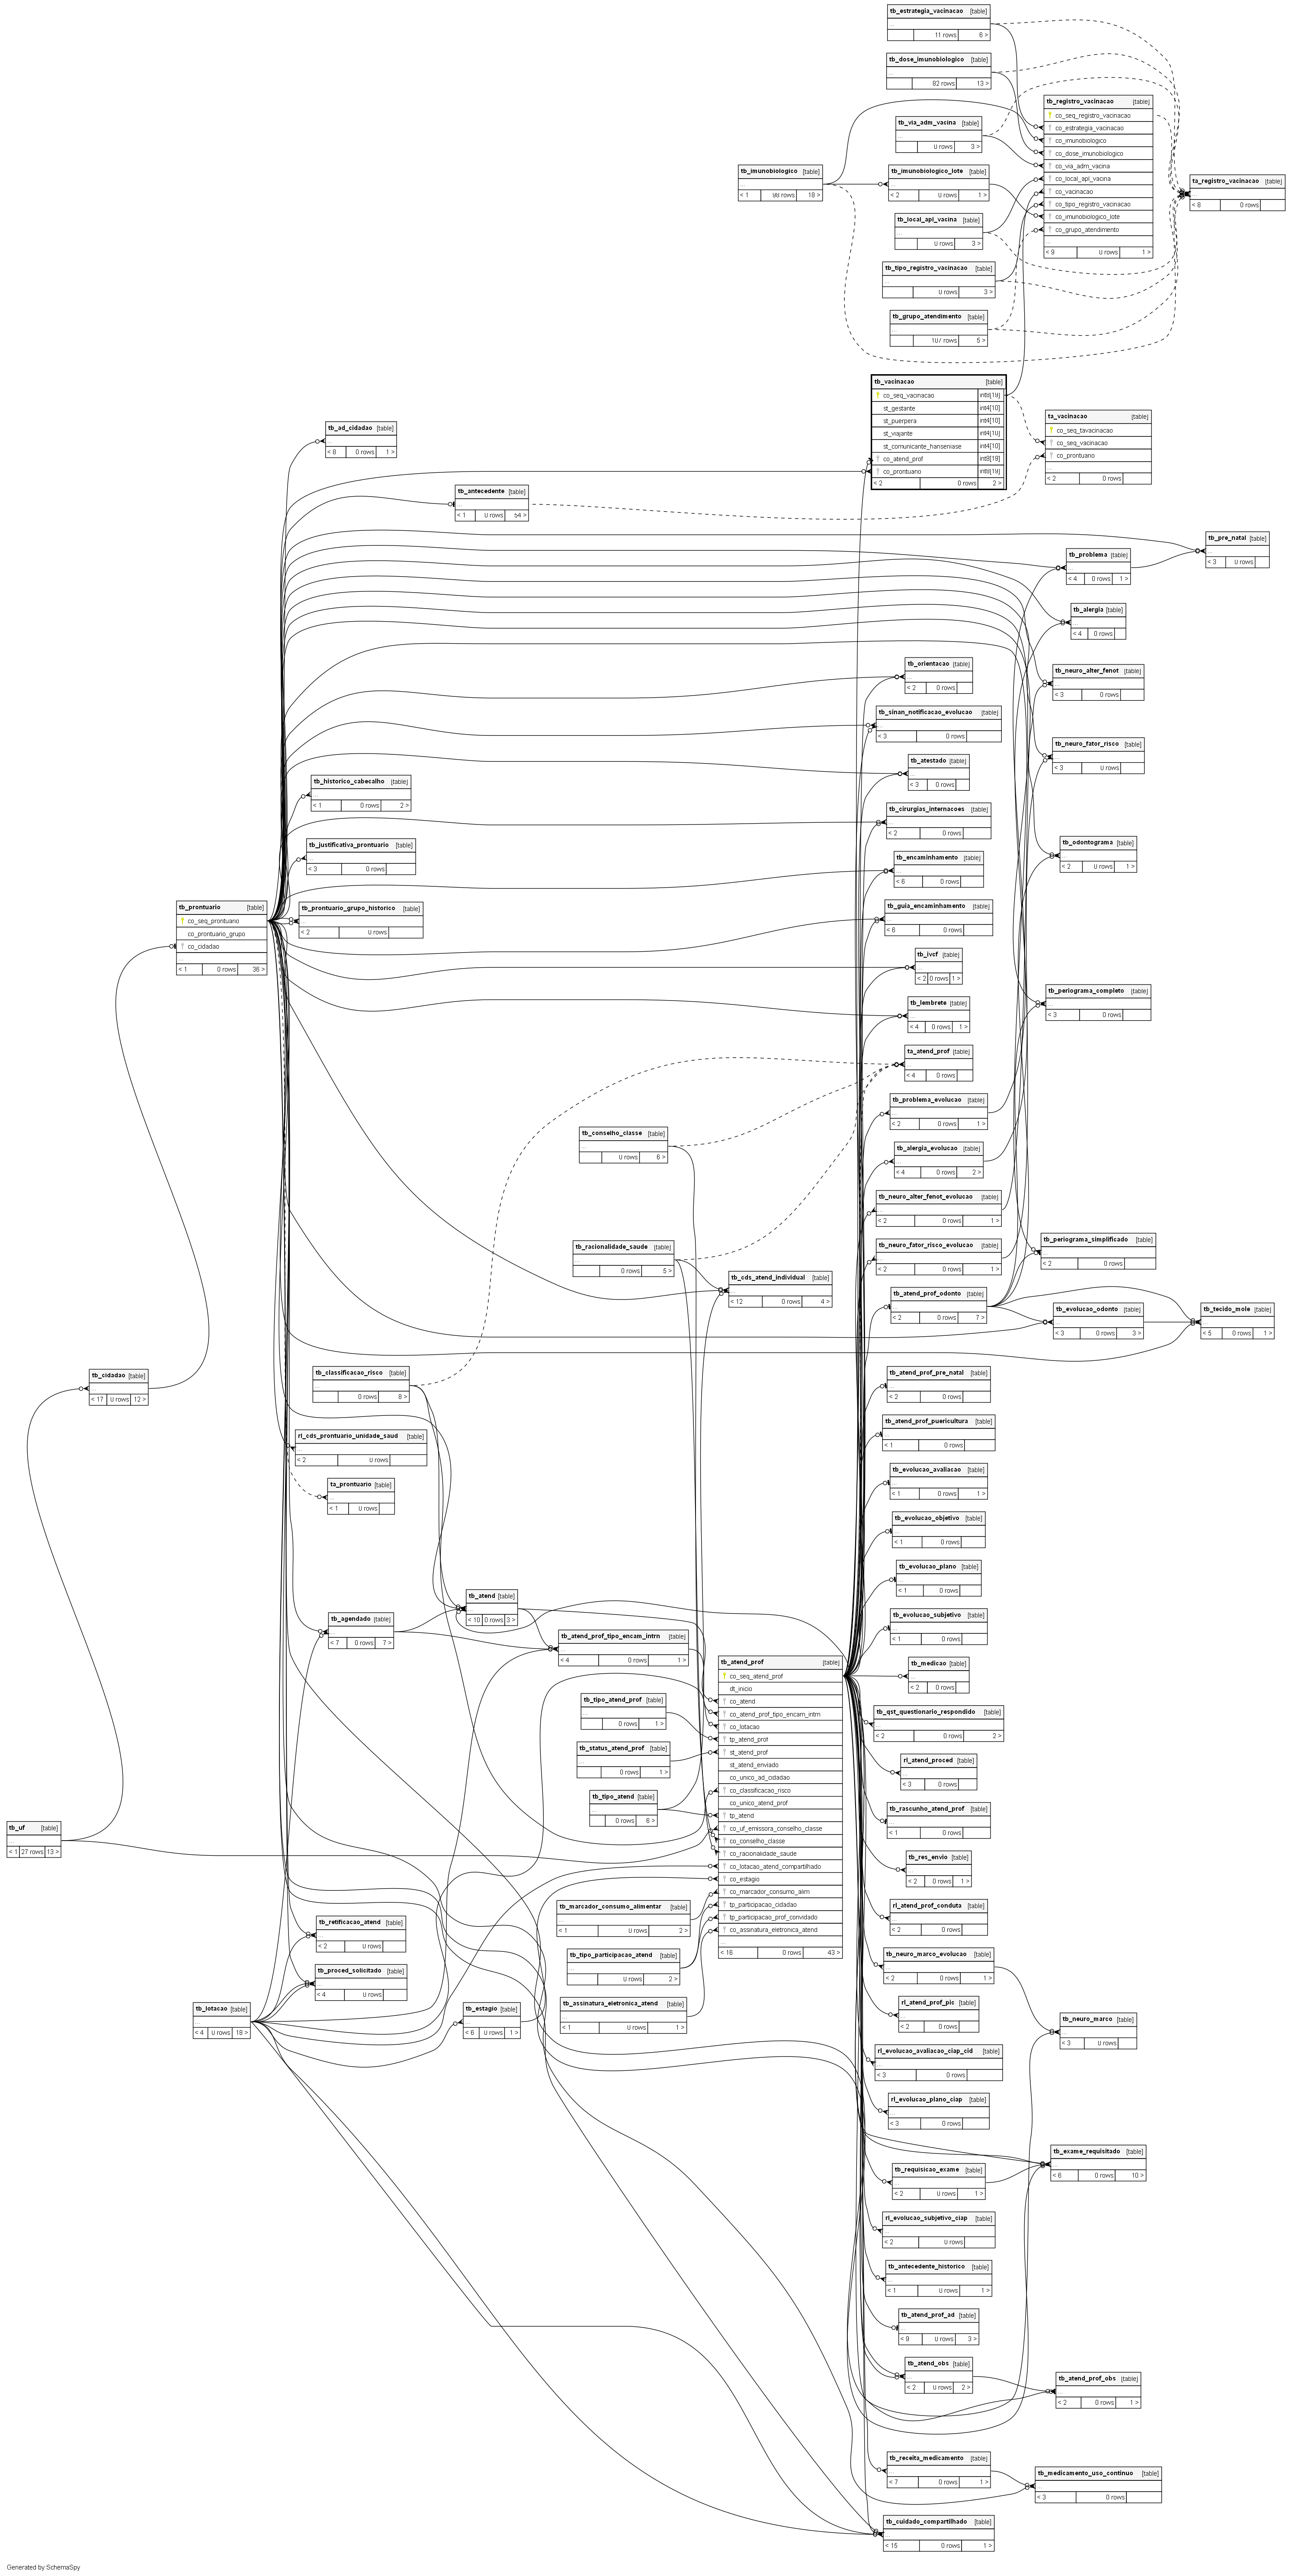 tb_estrategia_vacinacao [table]
...
11 rows 6 >
tb_dose_imunobiologico [table]
...
82 rows 13 >
tb_registro_vacinacao [table]
co_seq_registro_vacinacao
co_estrategia_vacinacao
co_imunobiologico
co_dose_imunobiologico
co_via_adm_vacina
co_local_apl_vacina
co_vacinacao
co_tipo_registro_vacinacao
co_imunobiologico_lote
co_grupo_atendimento
...
< 9 0 rows 1 >
tb_via_adm_vacina [table]
...
0 rows 3 >
tb_imunobiologico [table]
...
< 1 98 rows 18 >
tb_imunobiologico_lote [table]
...
< 2 0 rows 1 >
ta_registro_vacinacao [table]
...
< 8 0 rows
tb_local_apl_vacina [table]
...
0 rows 3 >
tb_tipo_registro_vacinacao [table]
...
0 rows 3 >
tb_grupo_atendimento [table]
...
107 rows 5 >
tb_vacinacao [table]
co_seq_vacinacao int8[19]
st_gestante int4[10]
st_puerpera int4[10]
st_viajante int4[10]
st_comunicante_hanseniase int4[10]
co_atend_prof int8[19]
co_prontuario int8[19]
< 2 0 rows 2 >
ta_vacinacao [table]
co_seq_tavacinacao
co_seq_vacinacao
co_prontuario
...
< 2 0 rows
tb_ad_cidadao [table]
...
< 8 0 rows 1 >
tb_antecedente [table]
...
< 1 0 rows 54 >
tb_pre_natal [table]
...
< 3 0 rows
tb_problema [table]
...
< 4 0 rows 1 >
tb_alergia [table]
...
< 4 0 rows
tb_orientacao [table]
...
< 2 0 rows
tb_neuro_alter_fenot [table]
...
< 3 0 rows
tb_sinan_notificacao_evolucao [table]
...
< 3 0 rows
tb_neuro_fator_risco [table]
...
< 3 0 rows
tb_atestado [table]
...
< 3 0 rows
tb_historico_cabecalho [table]
...
< 1 0 rows 2 >
tb_cirurgias_internacoes [table]
...
< 2 0 rows
tb_justificativa_prontuario [table]
...
< 3 0 rows
tb_odontograma [table]
...
< 2 0 rows 1 >
tb_encaminhamento [table]
...
< 6 0 rows
tb_prontuario [table]
co_seq_prontuario
co_prontuario_grupo
co_cidadao
...
< 1 0 rows 36 >
tb_prontuario_grupo_historico [table]
...
< 2 0 rows
tb_guia_encaminhamento [table]
...
< 6 0 rows
tb_ivcf [table]
...
< 2 0 rows 1 >
tb_periograma_completo [table]
...
< 3 0 rows
tb_lembrete [table]
...
< 4 0 rows 1 >
ta_atend_prof [table]
...
< 4 0 rows
tb_problema_evolucao [table]
...
< 2 0 rows 1 >
tb_conselho_classe [table]
...
0 rows 6 >
tb_alergia_evolucao [table]
...
< 4 0 rows 2 >
tb_neuro_alter_fenot_evolucao [table]
...
< 2 0 rows 1 >
tb_racionalidade_saude [table]
...
0 rows 5 >
tb_neuro_fator_risco_evolucao [table]
...
< 2 0 rows 1 >
tb_periograma_simplificado [table]
...
< 2 0 rows
tb_cds_atend_individual [table]
...
< 12 0 rows 4 >
tb_atend_prof_odonto [table]
...
< 2 0 rows 7 >
tb_evolucao_odonto [table]
...
< 3 0 rows 3 >
tb_tecido_mole [table]
...
< 5 0 rows 1 >
tb_cidadao [table]
...
< 17 0 rows 12 >
tb_classificacao_risco [table]
...
0 rows 8 >
tb_atend_prof_pre_natal [table]
...
< 2 0 rows
rl_cds_prontuario_unidade_saud [table]
...
< 2 0 rows
tb_atend_prof_puericultura [table]
...
< 1 0 rows
ta_prontuario [table]
...
< 1 0 rows
tb_evolucao_avaliacao [table]
...
< 1 0 rows 1 >
tb_evolucao_objetivo [table]
...
< 1 0 rows
tb_evolucao_plano [table]
...
< 1 0 rows
tb_atend [table]
...
< 10 0 rows 3 >
tb_agendado [table]
...
< 7 0 rows 7 >
tb_evolucao_subjetivo [table]
...
< 1 0 rows
tb_atend_prof_tipo_encam_intrn [table]
...
< 4 0 rows 1 >
tb_medicao [table]
...
< 2 0 rows
tb_atend_prof [table]
co_seq_atend_prof
dt_inicio
co_atend
co_atend_prof_tipo_encam_intrn
co_lotacao
tp_atend_prof
st_atend_prof
st_atend_enviado
co_unico_ad_cidadao
co_classificacao_risco
co_unico_atend_prof
tp_atend
co_uf_emissora_conselho_classe
co_conselho_classe
co_racionalidade_saude
co_lotacao_atend_compartilhado
co_estagio
co_marcador_consumo_alim
tp_participacao_cidadao
tp_participacao_prof_convidado
co_assinatura_eletronica_atend
...
< 16 0 rows 43 >
tb_tipo_atend_prof [table]
...
0 rows 1 >
tb_status_atend_prof [table]
...
0 rows 1 >
tb_tipo_atend [table]
...
0 rows 6 >
tb_qst_questionario_respondido [table]
...
< 2 0 rows 2 >
rl_atend_proced [table]
...
< 3 0 rows
tb_rascunho_atend_prof [table]
...
< 1 0 rows
tb_uf [table]
...
< 1 27 rows 13 >
tb_res_envio [table]
...
< 2 0 rows 1 >
tb_marcador_consumo_alimentar [table]
...
< 1 0 rows 2 >
rl_atend_prof_conduta [table]
...
< 2 0 rows
tb_retificacao_atend [table]
...
< 2 0 rows
tb_tipo_participacao_atend [table]
...
0 rows 2 >
tb_neuro_marco_evolucao [table]
...
< 2 0 rows 1 >
tb_proced_solicitado [table]
...
< 4 0 rows
tb_lotacao [table]
...
< 4 0 rows 18 >
tb_estagio [table]
...
< 6 0 rows 1 >
tb_assinatura_eletronica_atend [table]
...
< 1 0 rows 1 >
rl_atend_prof_pic [table]
...
< 2 0 rows
tb_neuro_marco [table]
...
< 3 0 rows
rl_evolucao_avaliacao_ciap_cid [table]
...
< 3 0 rows
rl_evolucao_plano_ciap [table]
...
< 3 0 rows
tb_exame_requisitado [table]
...
< 6 0 rows 10 >
tb_requisicao_exame [table]
...
< 2 0 rows 1 >
rl_evolucao_subjetivo_ciap [table]
...
< 2 0 rows
tb_antecedente_historico [table]
...
< 1 0 rows 1 >
tb_atend_prof_ad [table]
...
< 9 0 rows 3 >
tb_atend_obs [table]
...
< 2 0 rows 2 >
tb_atend_prof_obs [table]
...
< 2 0 rows 1 >
tb_receita_medicamento [table]
...
< 7 0 rows 1 >
tb_medicamento_uso_continuo [table]
...
< 3 0 rows
tb_cuidado_compartilhado [table]
...
< 15 0 rows 1 >
Generated by SchemaSpy